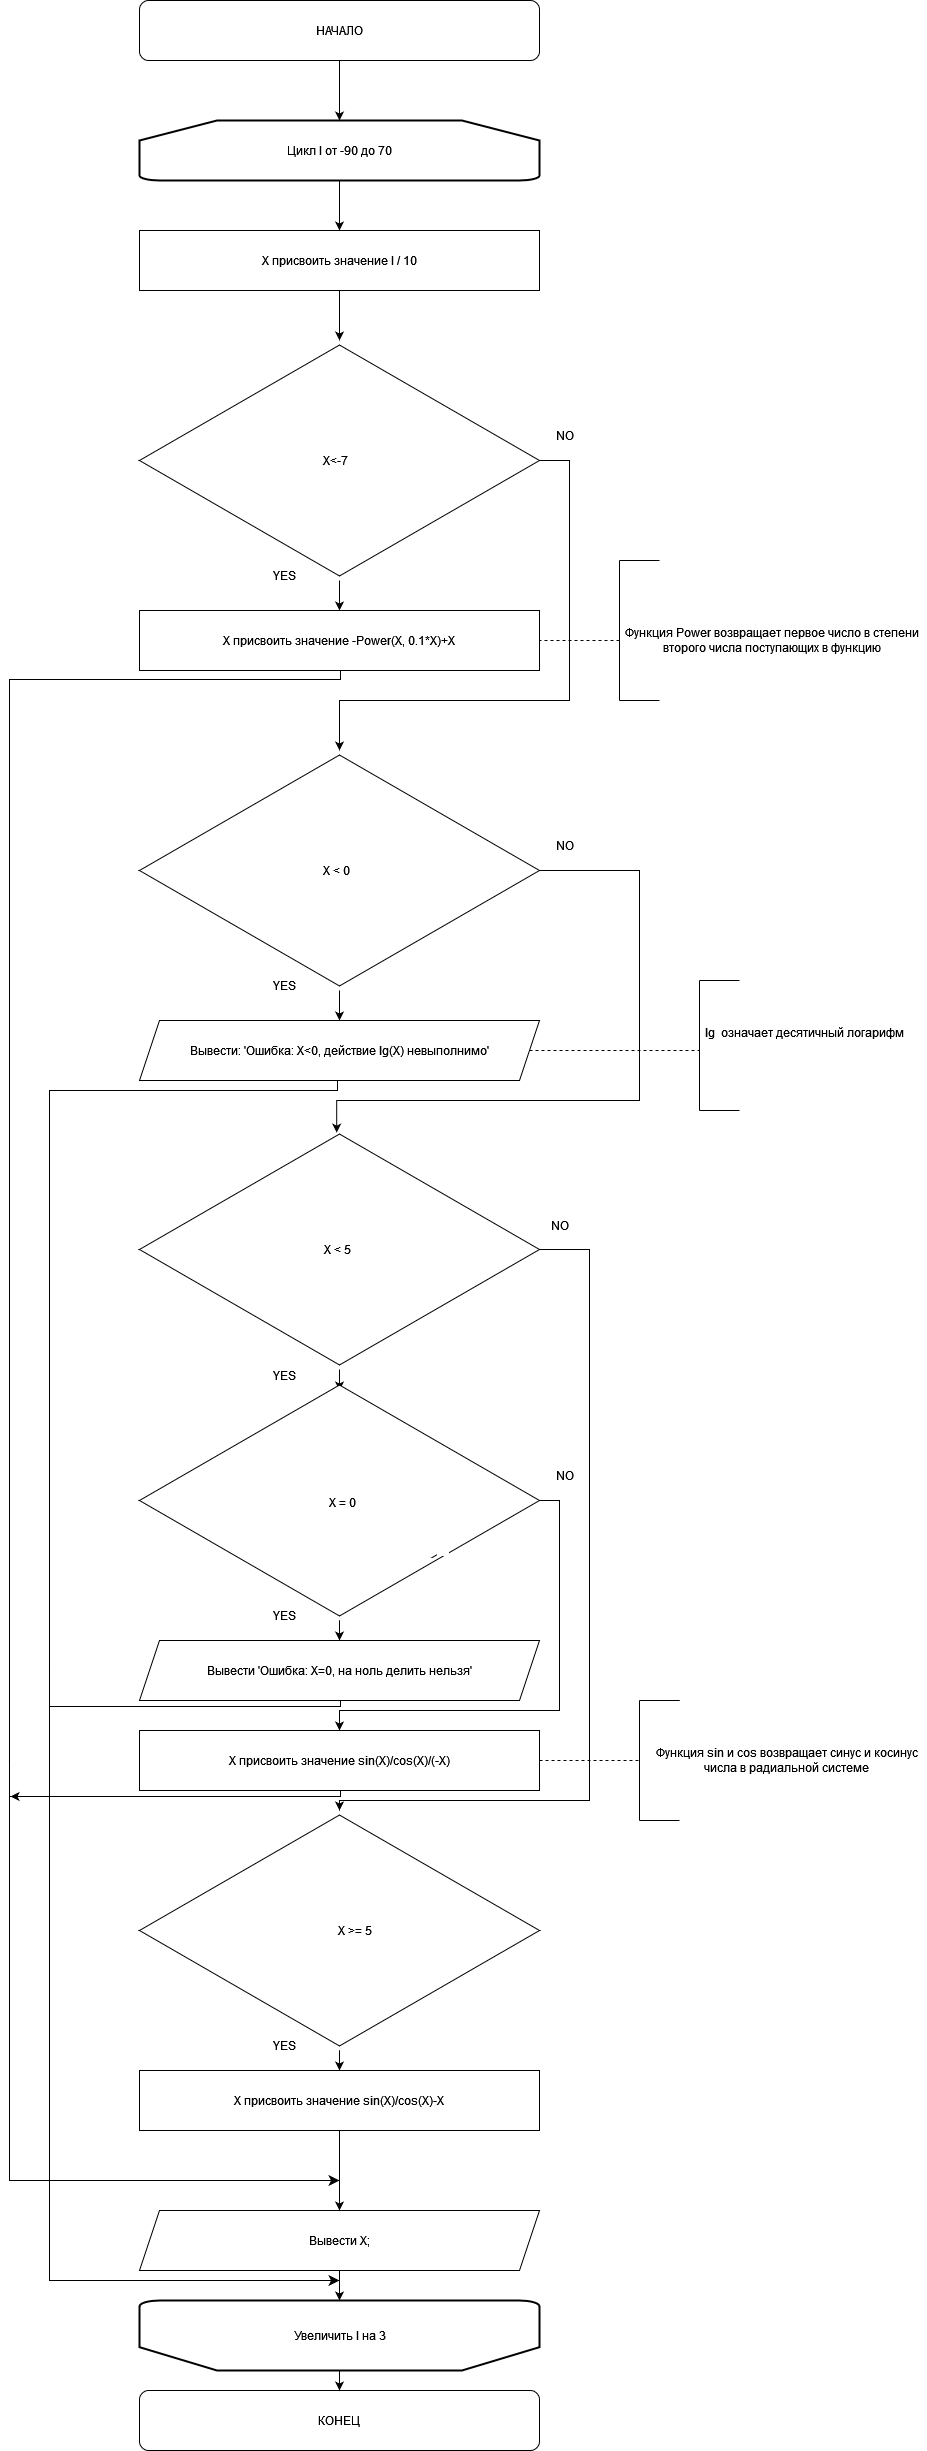 НАЧАЛО
Цикл I от -90 до 70
X присвоить значение I / 10
X<-7
NO
YES
X присвоить значение -Power(X, 0.1*X)+X
Функция Power возвращает первое число в степени
второго числа поступающих в функцию
X < 0
NO
YES
Вывести: 'Ошибка: X<0, действие lg(X) невыполнимо'
lg означает десятичный логарифм
X < 5
NO
YES
X = 0
NO
YES
Вывести 'Ошибка: X=0, на ноль делить нельзя'
X присвоить значение sin(X)/cos(X)/(-X)
Функция sin и cos возвращает синус и косинус
числа в радиальной системе
X >= 5
YES
X присвоить значение sin(X)/cos(X)-X
Вывести X;
Увеличить I на 3
КОНЕЦ